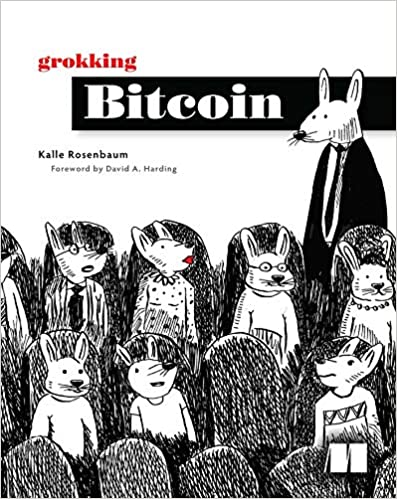 grokking
Bitcoin
Kalle Rosenbaum
Foreword by David A. Harding